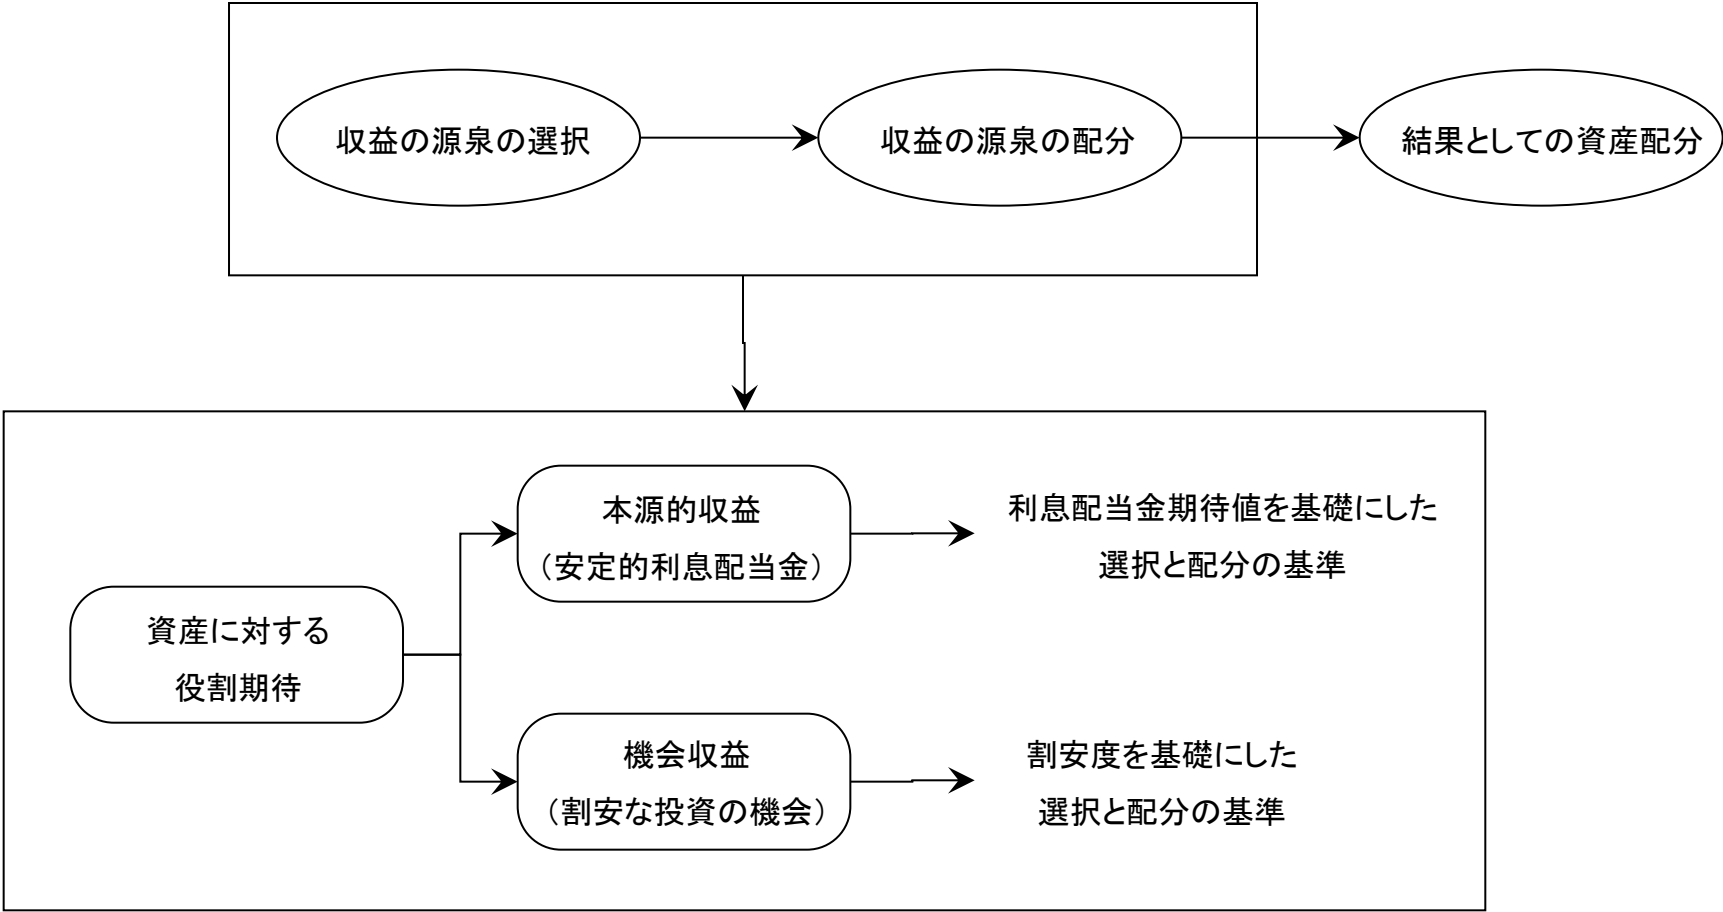 収益の源泉の選択
収益の源泉の配分
結果としての資産配分
資産に対する
役割期待
本源的収益
（安定的利息配当金）
利息配当金期待値を基礎にした
選択と配分の基準
機会収益
（割安な投資の機会）
割安度を基礎にした
選択と配分の基準